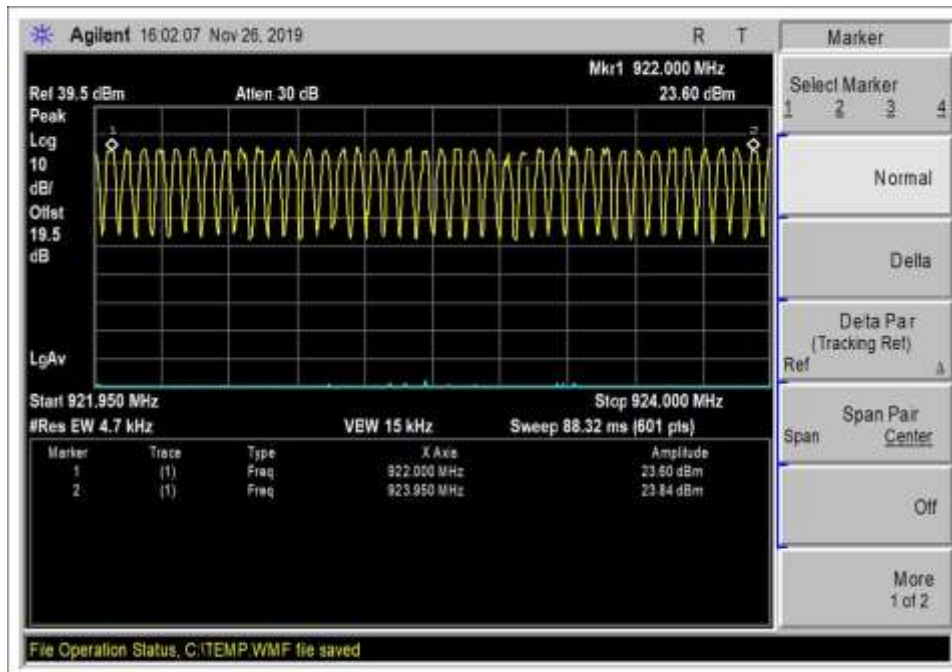 Agilent 16:02:07 Nov 26, 2019 R T
Mkr1 922.000 MHz
Ref 39.5 dBm Atten 30 dB 23.60 dBm
Peak
Log
10
dB/
Offst
19.5
dB
LgAv
1 2
Start 921.950 MHz Stop 924.000 MHz
#Res BW 4.7 kHz VBW 15 kHz Sweep 88.32 ms (601 pts)
Marker Trace Type X Axis Amplitude
1 (1) Freq 922.000 MHz 23.60 dBm
2 (1) Freq 923.950 MHz 23.84 dBm
File Operation Status, C:\TEMP.WMF file saved
Marker
Select Marker
1 2 3 4
Normal
Delta
Delta Pair
(Tracking Ref)
Ref Δ
Span Pair
Span Center
Off
More
1 of 2